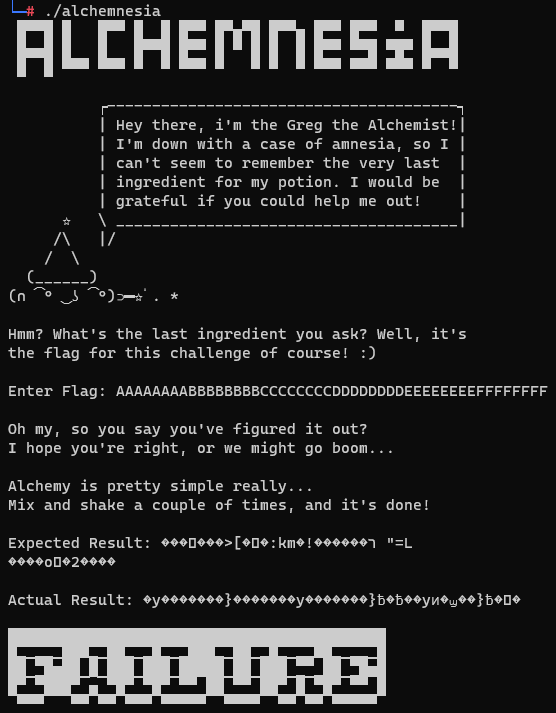 └─# ./alchemnesia
ALCHEMNESiA
Hey there, i'm the Greg the Alchemist!
I'm down with a case of amnesia, so I
can't seem to remember the very last
ingredient for my potion. I would be
grateful if you could help me out!
Hmm? What's the last ingredient you ask? Well, it's
the flag for this challenge of course! :)
Enter Flag: AAAAAAAABBBBBBBBCCCCCCCCDDDDDDDDEEEEEEEEFFFFFFFF
Oh my, so you say you've figured it out?
I hope you're right, or we might go boom...
Alchemy is pretty simple really...
Mix and shake a couple of times, and it's done!
Expected Result:
Actual Result:
FAILURE